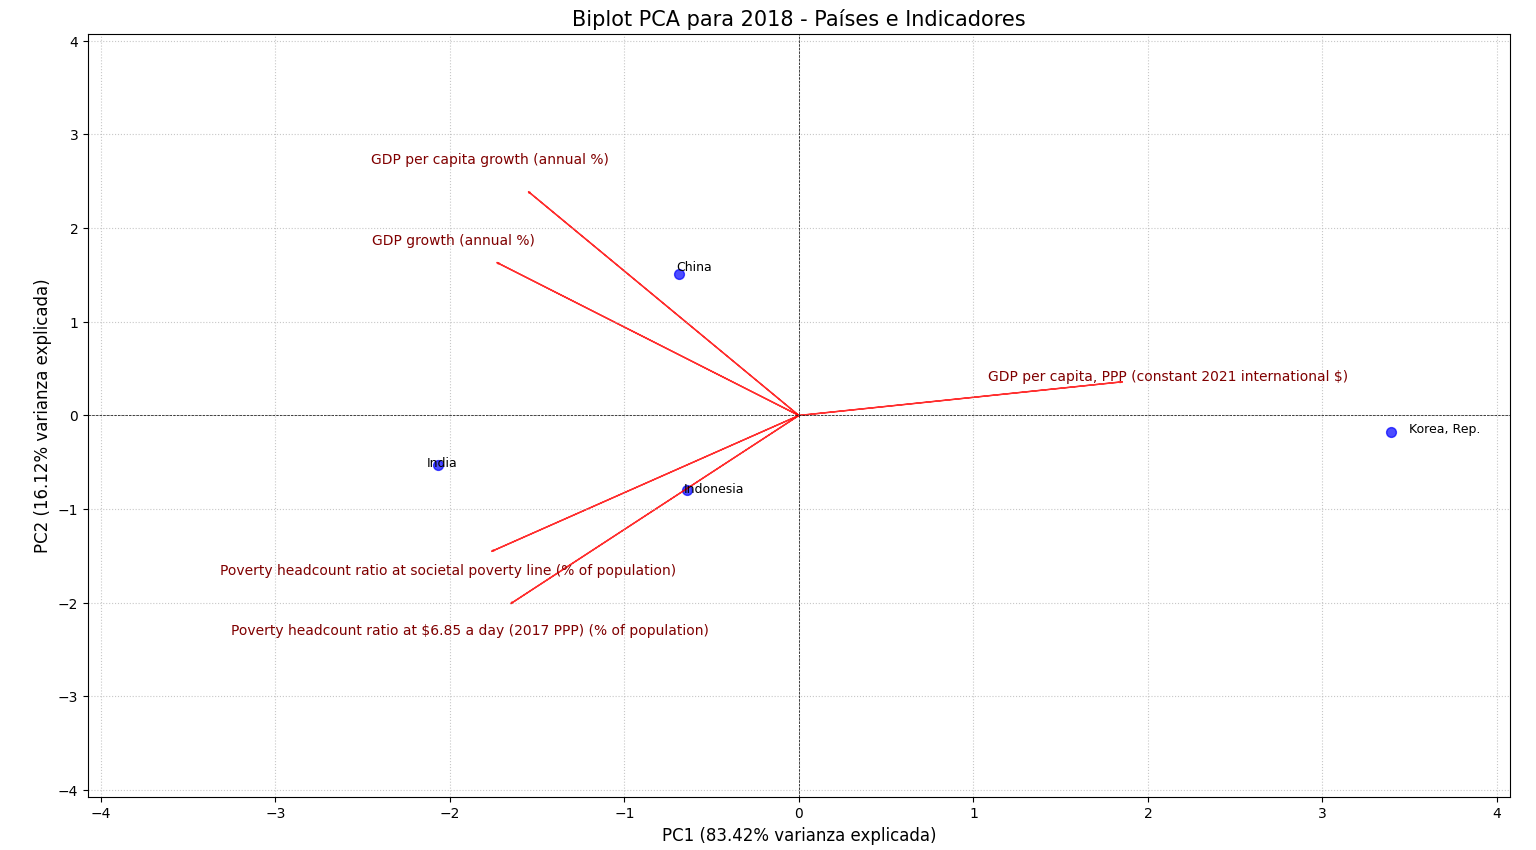 Biplot PCA para 2018 - Países e Indicadores
4
3
2
1
0
−1
−2
−3
−4
PC2 (16.12% varianza explicada)
GDP per capita growth (annual %)
GDP growth (annual %)
China
GDP per capita, PPP (constant 2021 international $)
Korea, Rep.
India
Indonesia
Poverty headcount ratio at societal poverty line (% of population)
Poverty headcount ratio at $6.85 a day (2017 PPP) (% of population)
−4 −3 −2 −1 0 1 2 3 4
PC1 (83.42% varianza explicada)